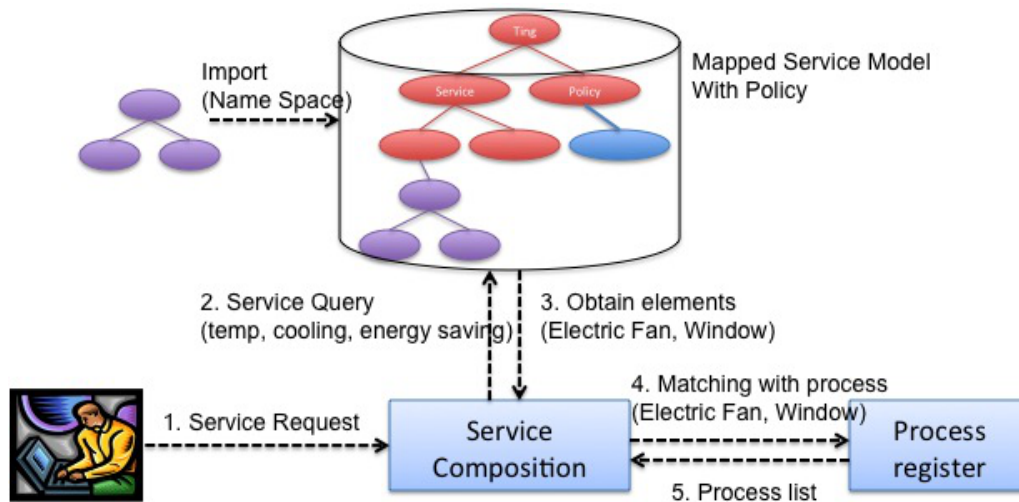 Ting
Import
(Name Space)
Service
Policy
Mapped Service Model
With Policy
2. Service Query
(temp, cooling, energy saving)
3. Obtain elements
(Electric Fan, Window)
1. Service Request
Service
Composition
4. Matching with process
(Electric Fan, Window)
Process
register
5. Process list